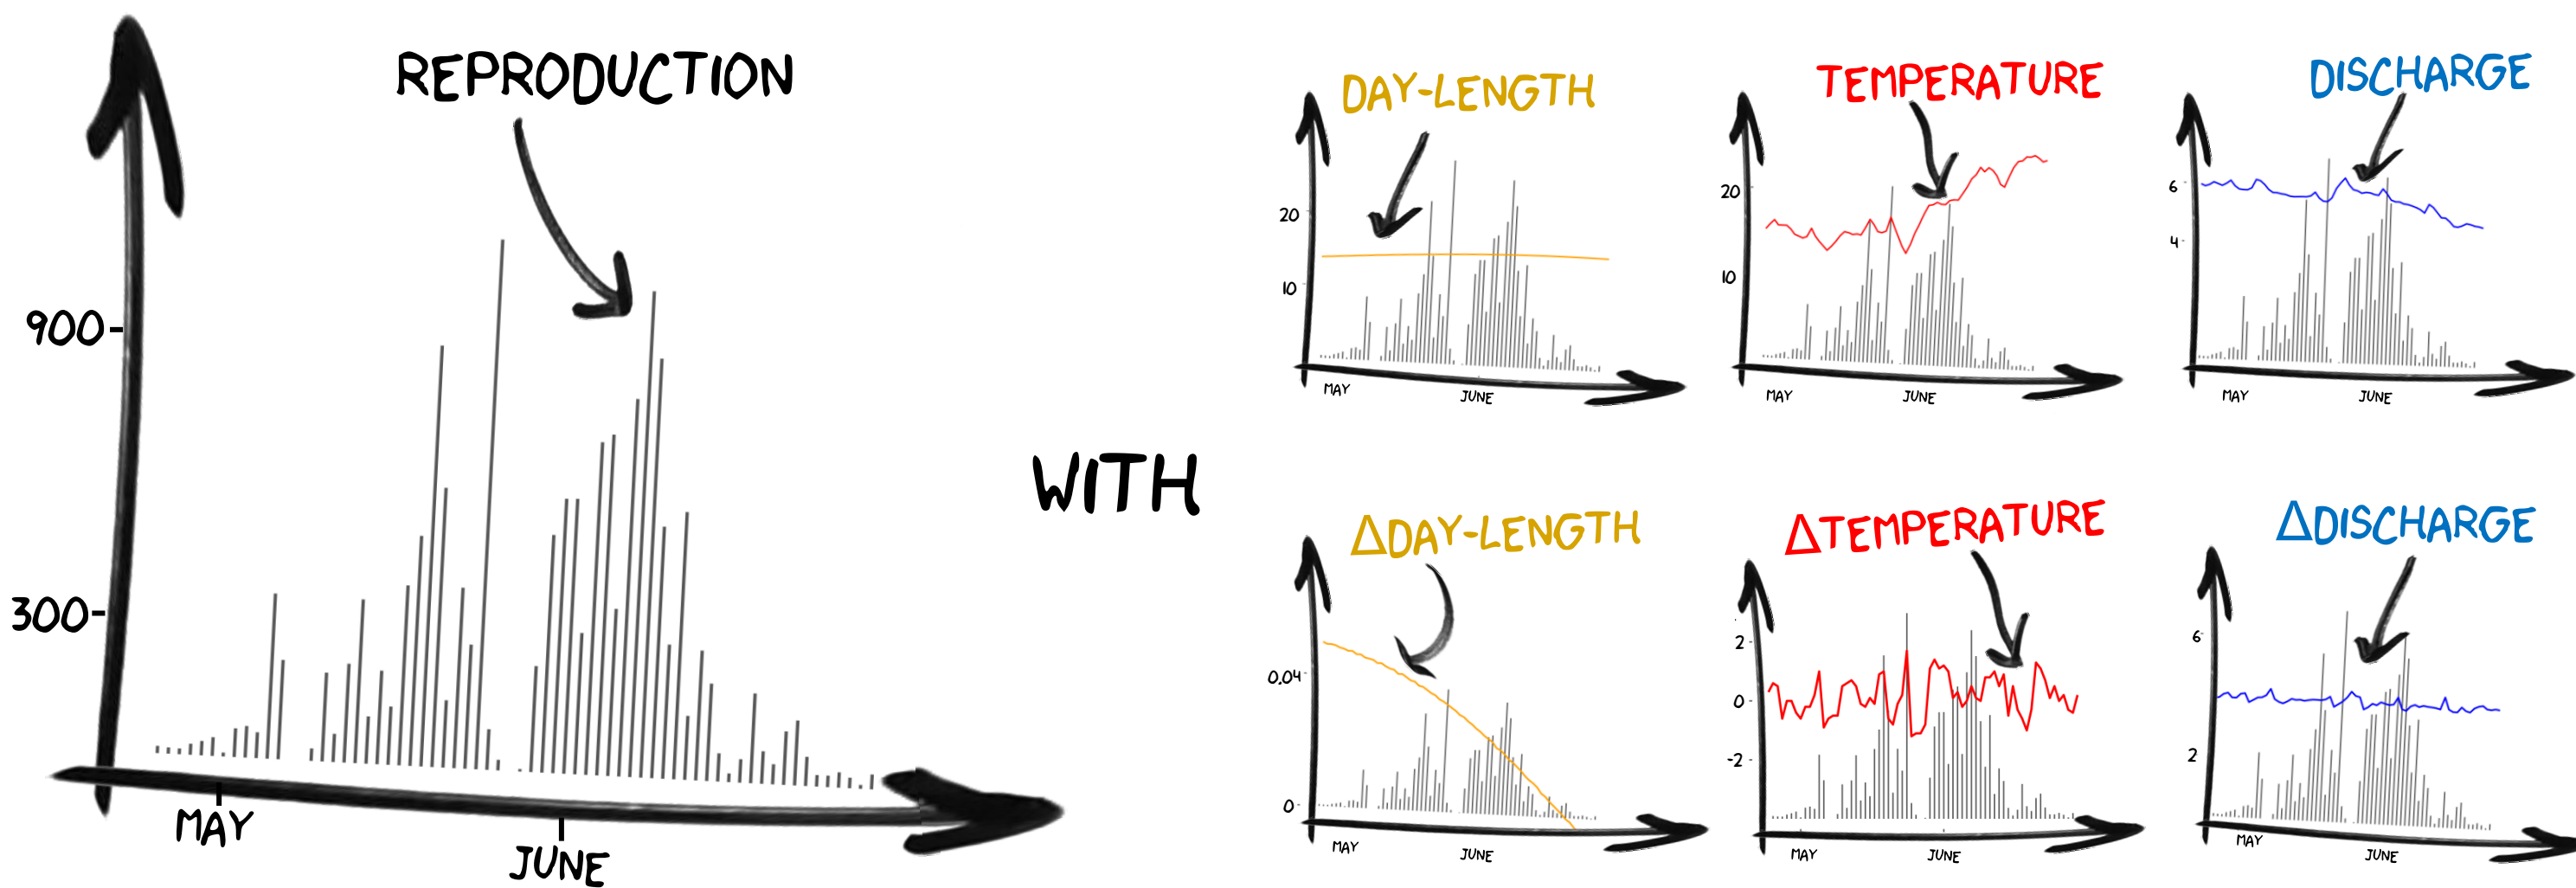 REPRODUCTION
900
300
MAY
JUNE
WITH
DAY-LENGTH
20
10
MAY
JUNE
TEMPERATURE
20
10
MAY
JUNE
DISCHARGE
6
4
MAY
JUNE
ΔDAY-LENGTH
0.04
0
MAY
JUNE
ΔTEMPERATURE
2
0
-2
MAY
JUNE
ΔDISCHARGE
6
2
MAY
JUNE